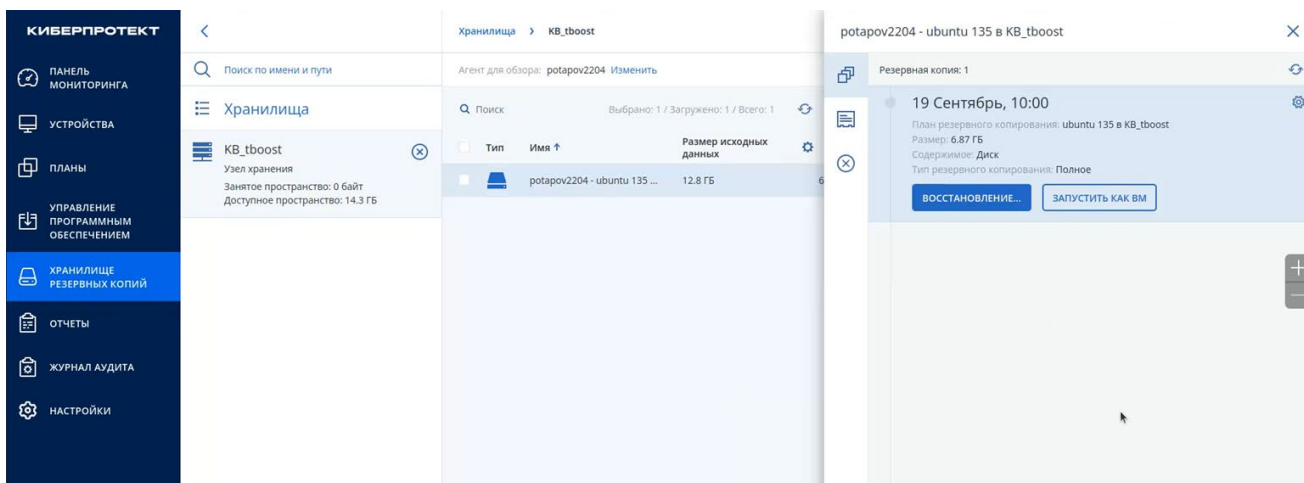 КИБЕРПРОТЕКТ
ПАНЕЛЬ
МОНИТОРИНГА
УСТРОЙСТВА
ПЛАНЫ
УПРАВЛЕНИЕ
ПРОГРАММНЫМ
ОБЕСПЕЧЕНИЕМ
ХРАНИЛИЩЕ
РЕЗЕРВНЫХ КОПИЙ
ОТЧЕТЫ
ЖУРНАЛ АУДИТА
НАСТРОЙКИ
Поиск по имени и пути
Хранилища
KB_tboost
Узел хранения
Занятое пространство: 0 байт
Доступное пространство: 14.3 ГБ
Хранилища > KB_tboost
Агент для обзора: potapov2204 Изменить
Поиск Выбрано: 1 / Загружено: 1 / Всего: 1
Тип Имя ↑ Размер исходных
данных
potapov2204 - ubuntu 135 ... 12.8 ГБ 6
potapov2204 - ubuntu 135 в KB_tboost
Резервная копия: 1
19 Сентябрь, 10:00
План резервного копирования: ubuntu 135 в KB_tboost
Размер: 6.87 ГБ
Содержимое: Диск
Тип резервного копирования: Полное
ВОССТАНОВЛЕНИЕ... ЗАПУСТИТЬ КАК ВМ